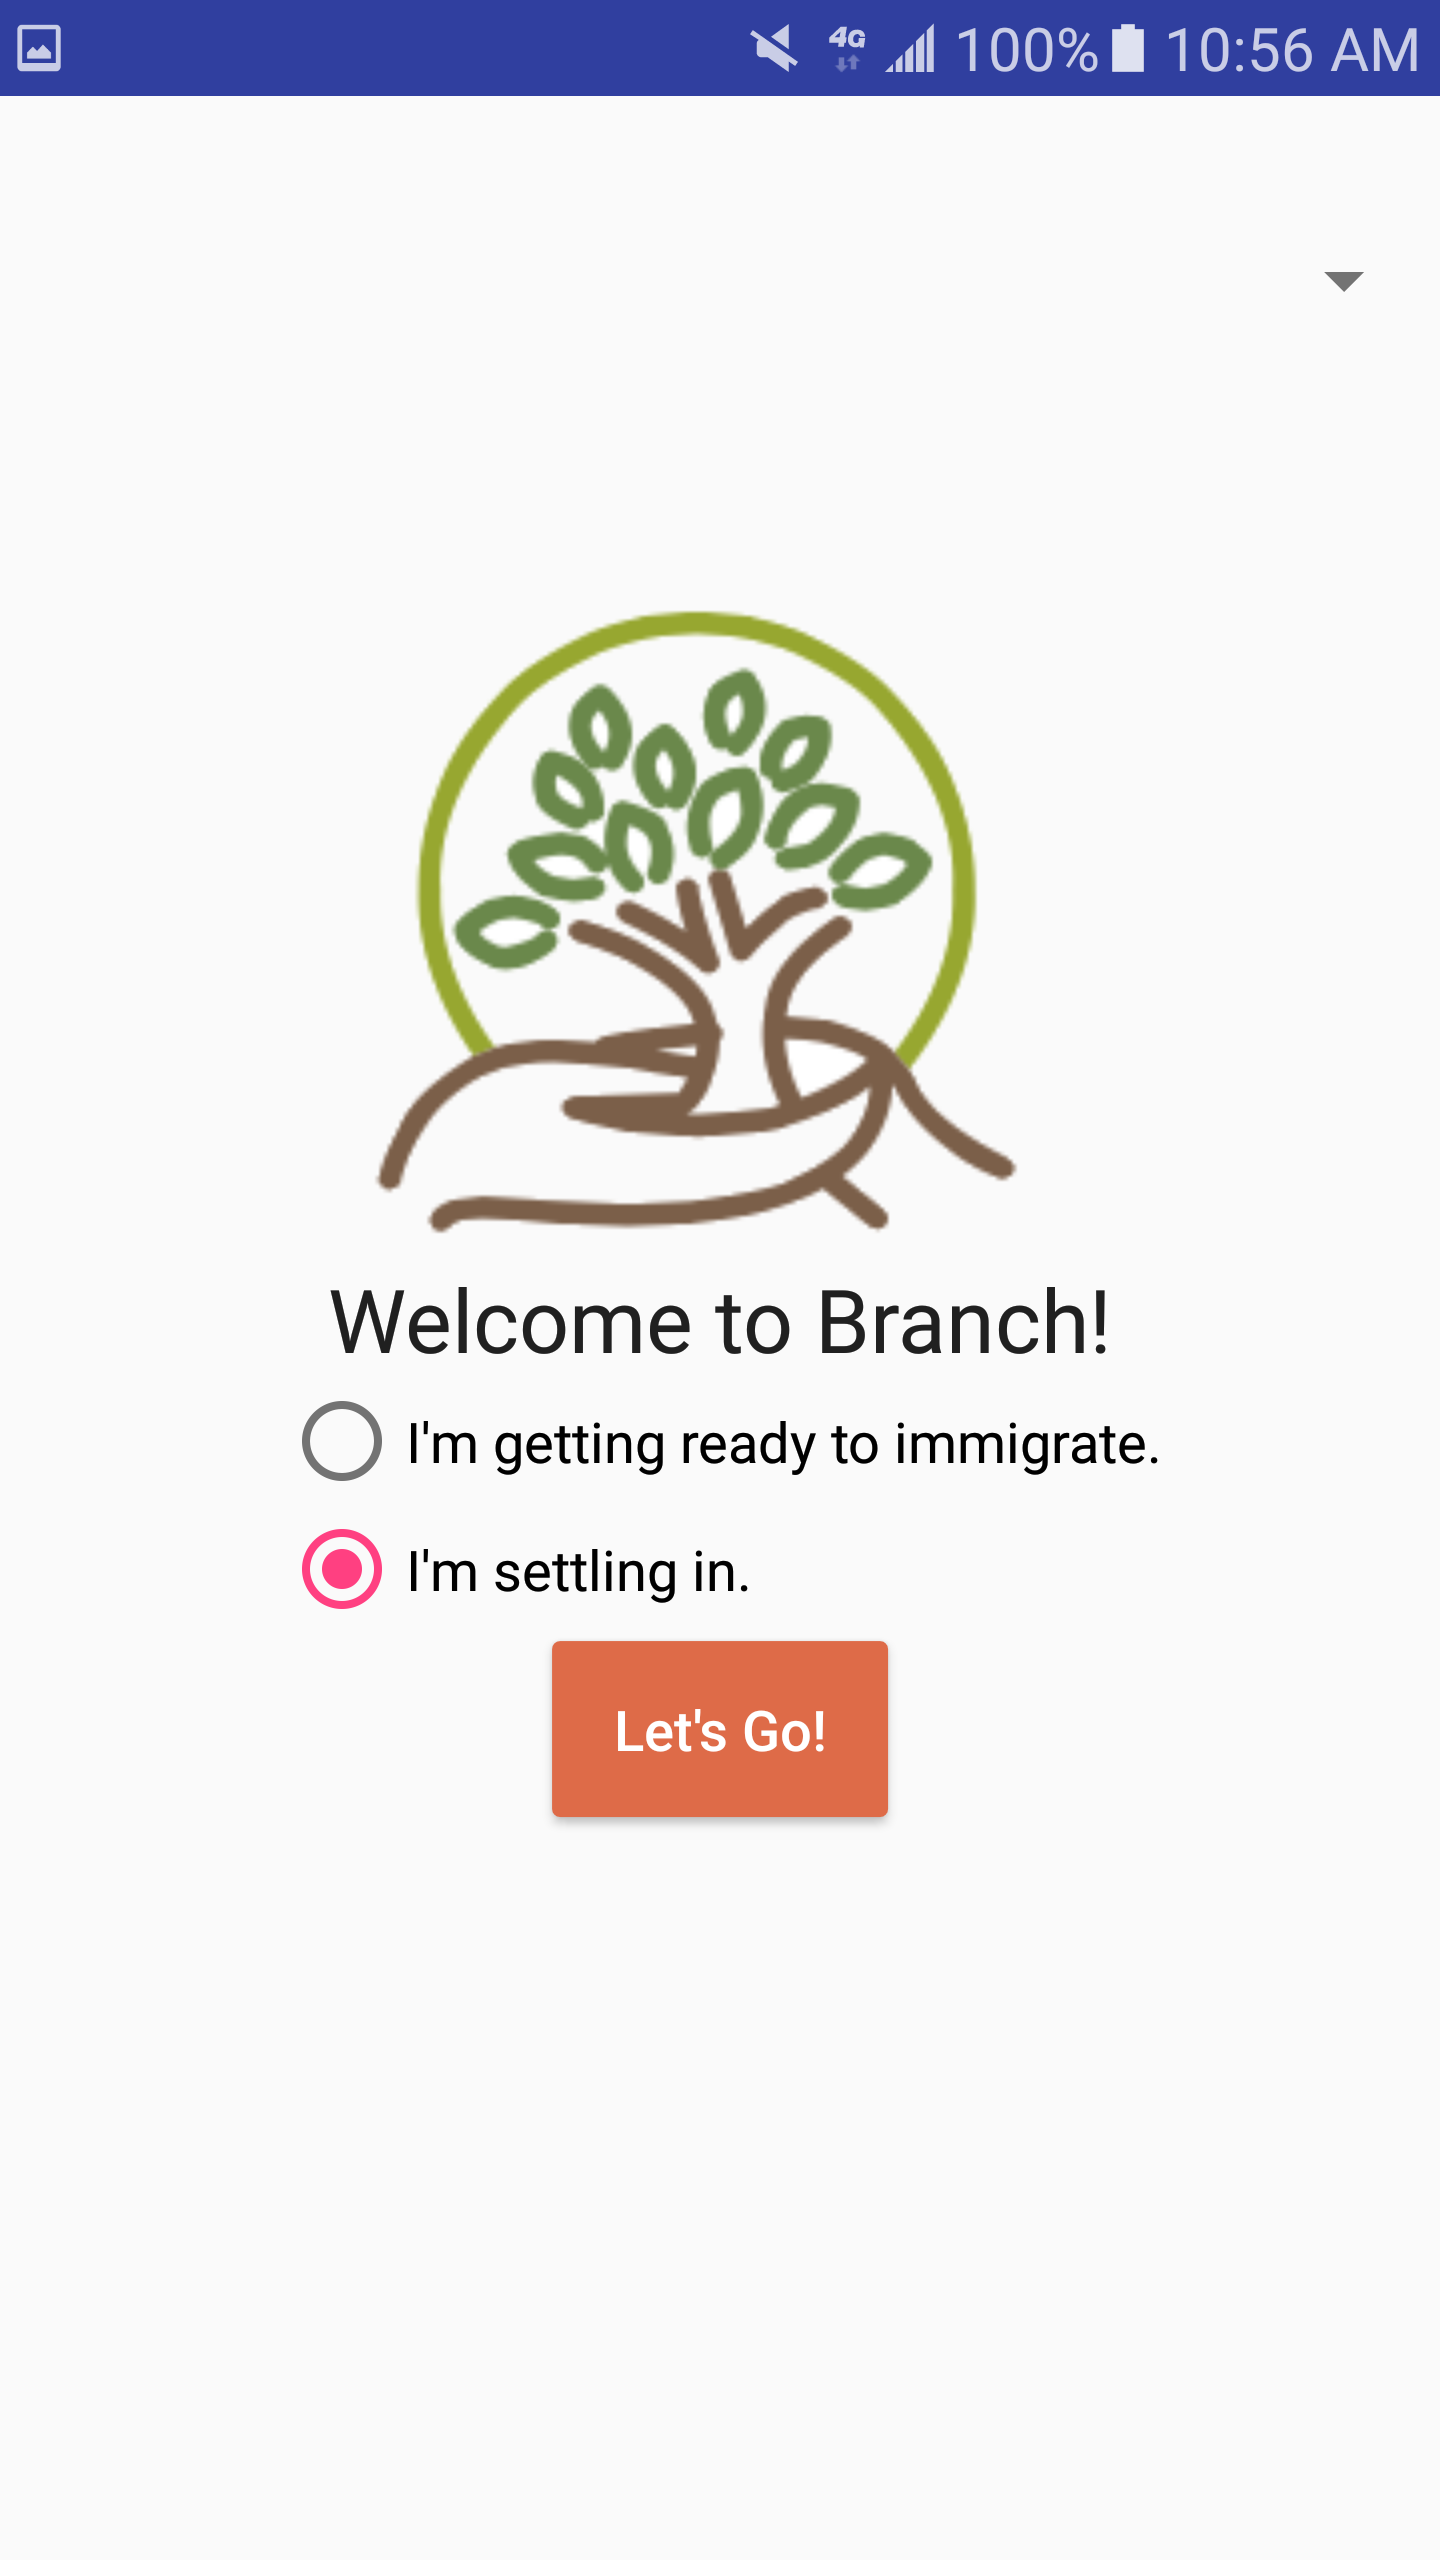 4G 100% 10:56 AM
Welcome to Branch!
I'm getting ready to immigrate.
I'm settling in.
Let's Go!